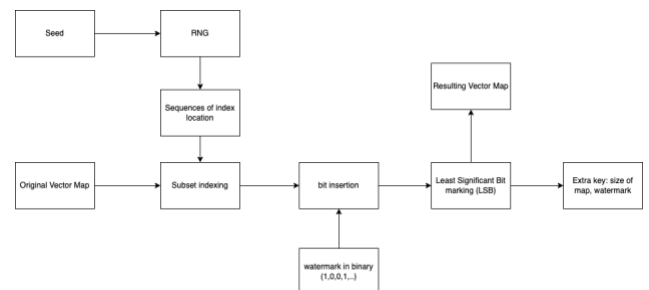 Seed
RNG
Sequences of index
location
Resulting Vector Map
Original Vector Map
Subset indexing
bit insertion
Least Significant Bit
marking (LSB)
Extra key: size of
map, watermark
watermark in binary
(1,0,0,1,..)